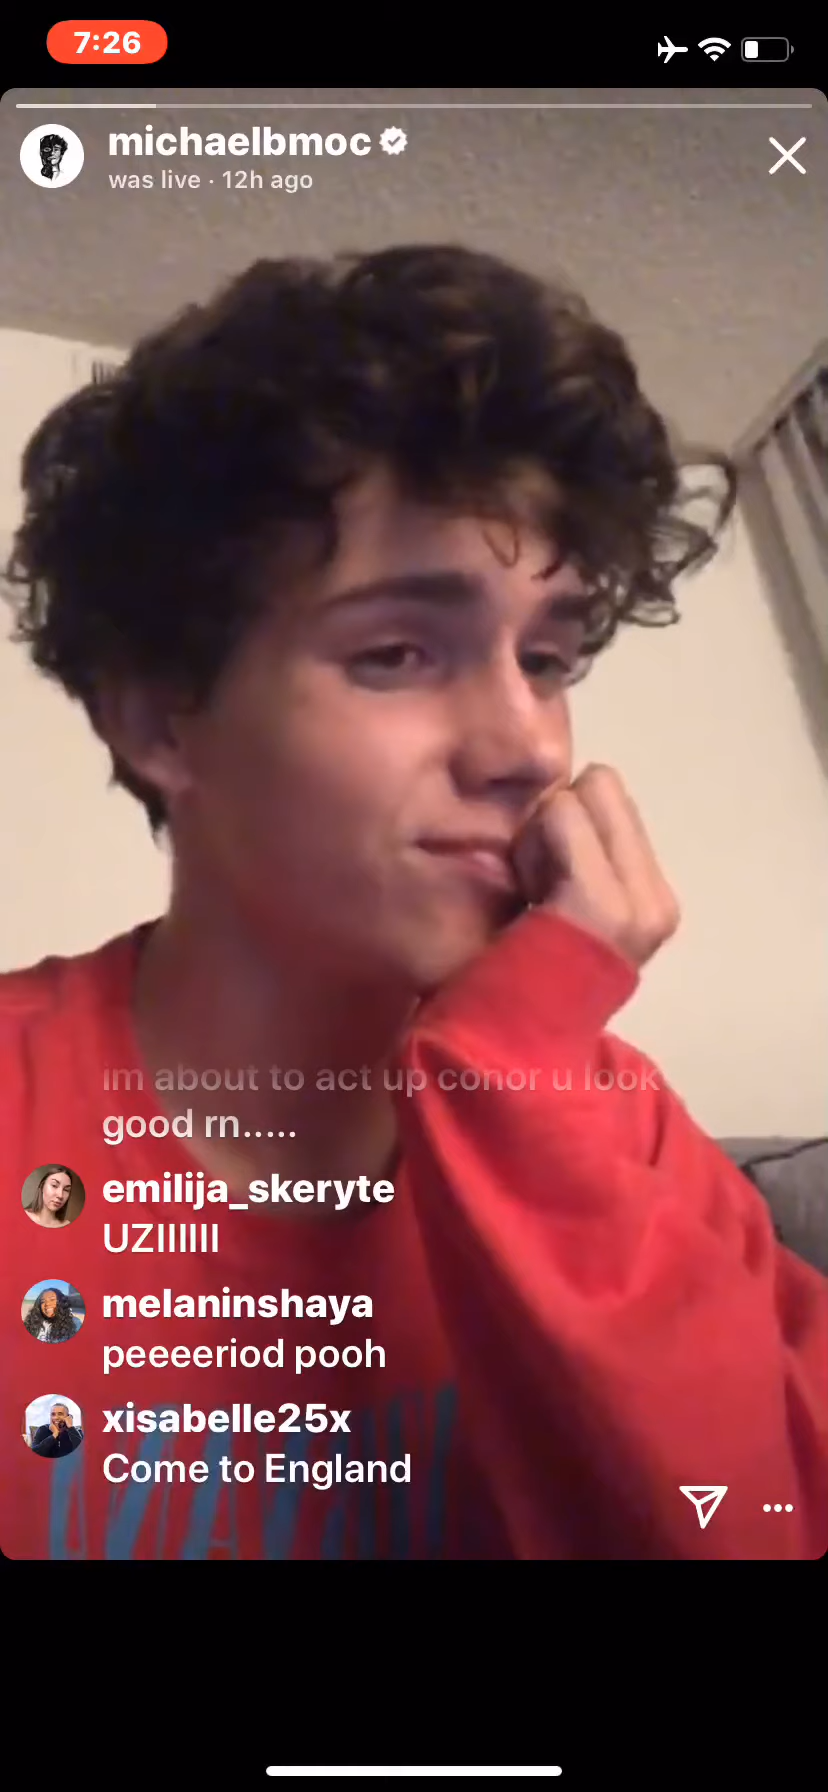 7:26
michaelbmoc
was live · 12h ago
im about to act up conor u look
good rn.....
emilija_skeryte
UZIIIIII
melaninshaya
peeeeriod pooh
xisabelle25x
Come to England